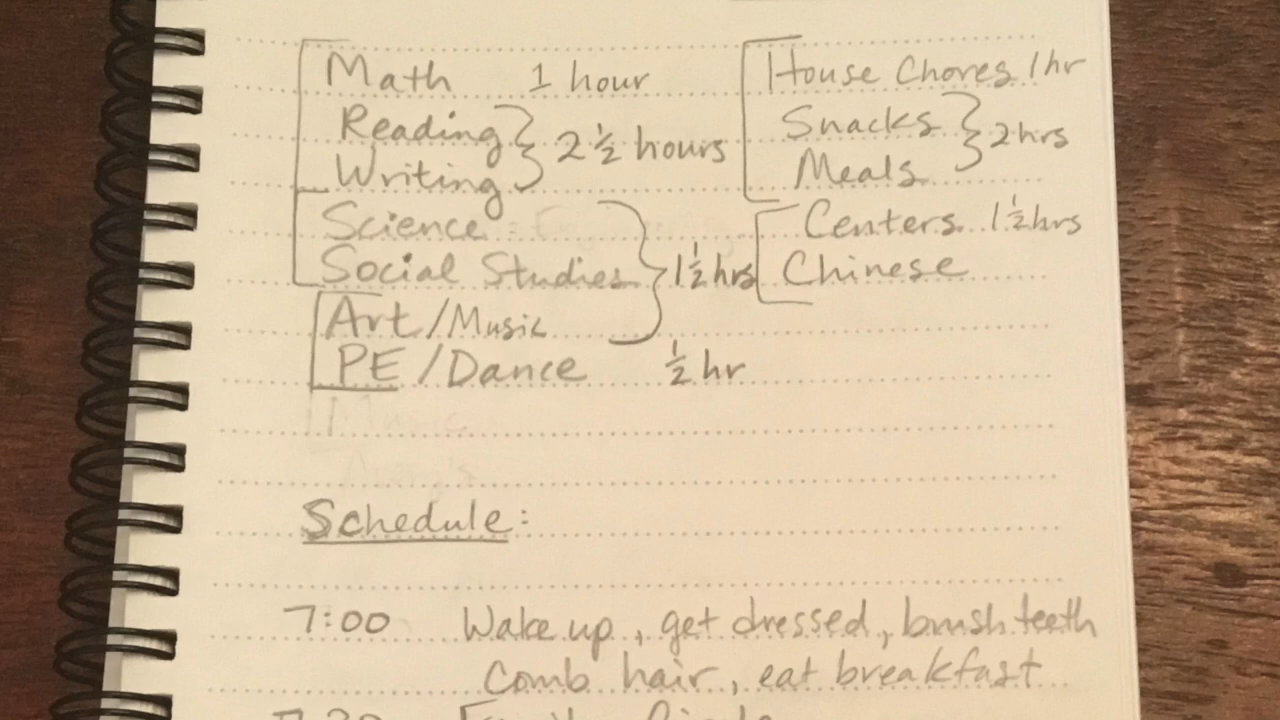 Math 1 hour
Reading
Writing
2 ½ hours
Science
Social Studies
Art/Music
1 ½ hrs
PE/Dance ½ hr
House Chores 1hr
Snacks
Meals
2 hrs
Centers 1 ½ hrs
Chinese
Schedule:
7:00 Wake up, get dressed, brush teeth
comb hair, eat breakfast